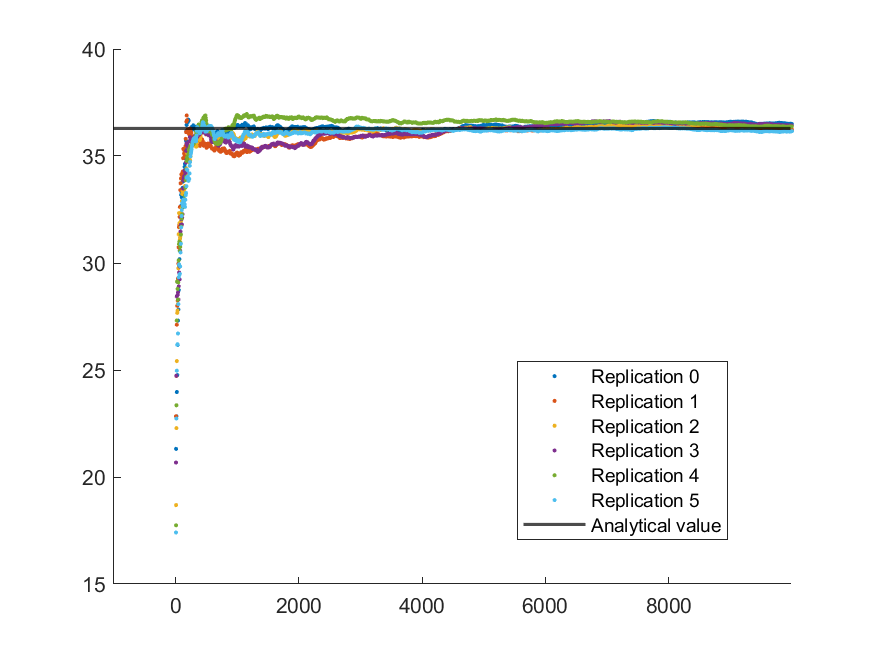 40
35
30
25
20
15
0
2000
4000
6000
8000
Replication 0
Replication 1
Replication 2
Replication 3
Replication 4
Replication 5
Analytical value